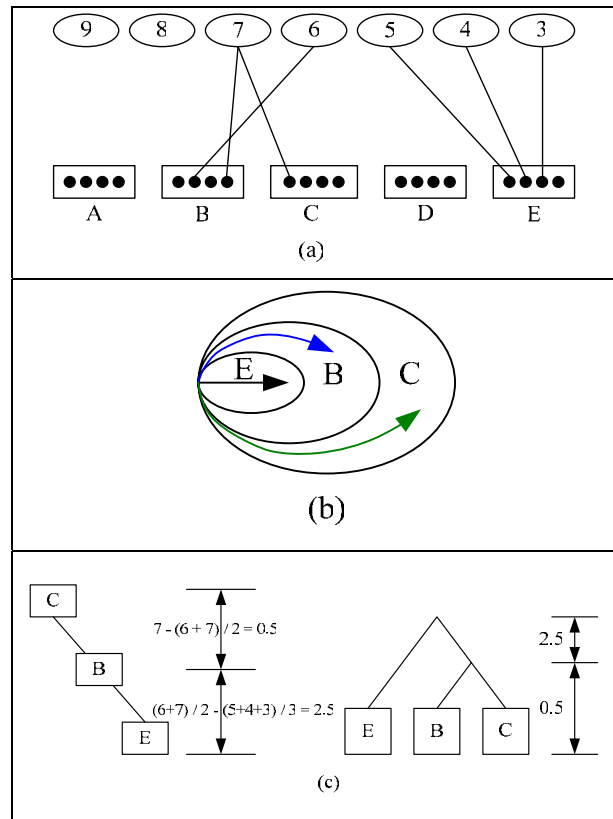 9 8 7 6 5 4 3
A B C D E
(a)
E B C
(b)
C
7 - (6 + 7) / 2 = 0.5
B
(6+7) / 2 - (5+4+3) / 3 = 2.5
E
2.5
0.5
E B C
(c)